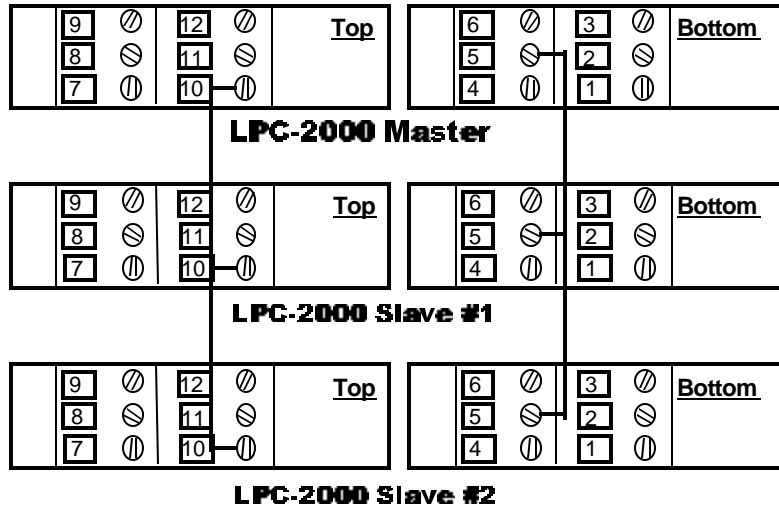 9 12 Top 6 3 Bottom
8 11 5 2
7 10 4 1
LPC-2000 Master
9 12 Top 6 3 Bottom
8 11 5 2
7 10 4 1
LPC-2000 Slave #1
9 12 Top 6 3 Bottom
8 11 5 2
7 10 4 1
LPC-2000 Slave #2